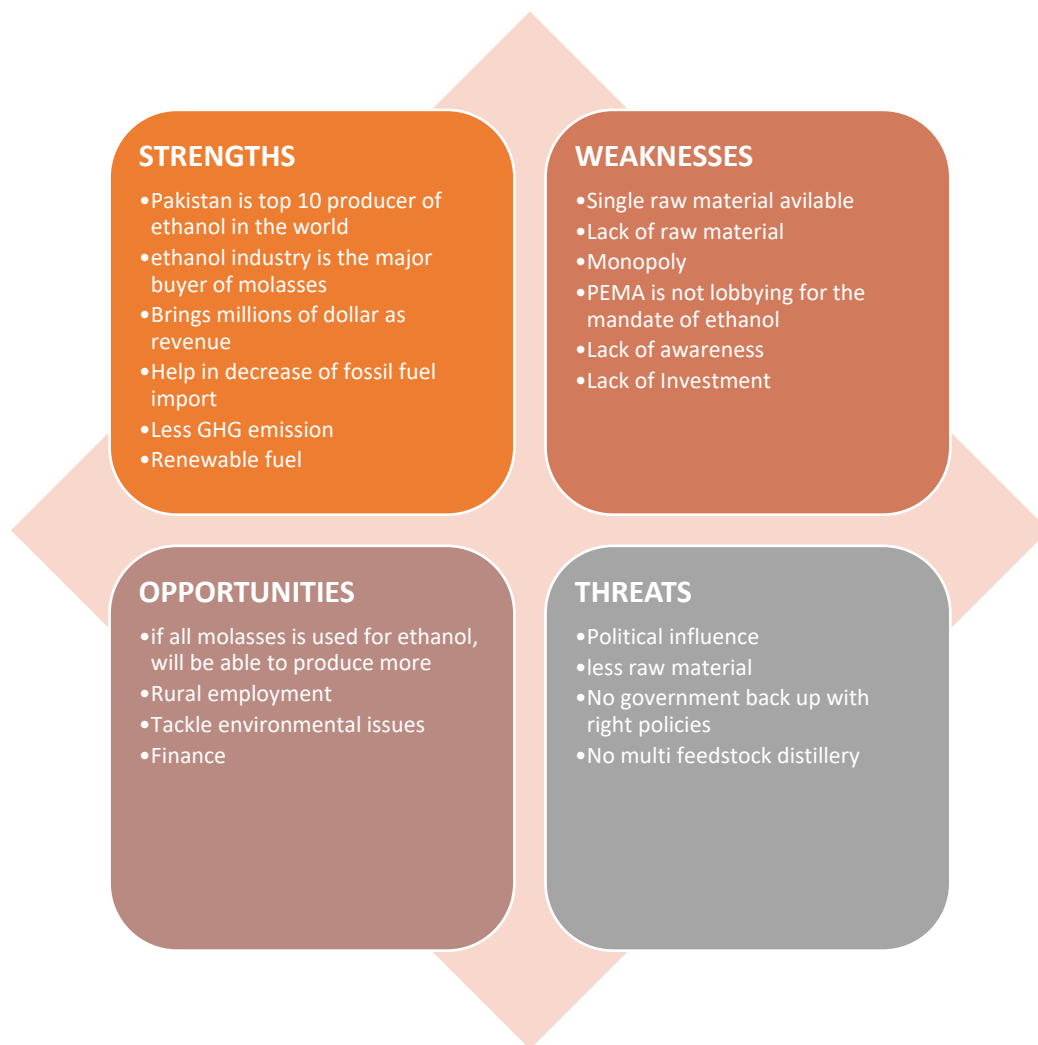 STRENGTHS
•Pakistan is top 10 producer of
ethanol in the world
•ethanol industry is the major
buyer of molasses
•Brings millions of dollar as
revenue
•Help in decrease of fossil fuel
import
•Less GHG emission
•Renewable fuel
WEAKNESSES
•Single raw material avilable
•Lack of raw material
•Monopoly
•PEMA is not lobbying for the
mandate of ethanol
•Lack of awareness
•Lack of Investment
OPPORTUNITIES
•if all molasses is used for ethanol,
will be able to produce more
•Rural employment
•Tackle environmental issues
•Finance
THREATS
•Political influence
•less raw material
•No government back up with
right policies
•No multi feedstock distillery